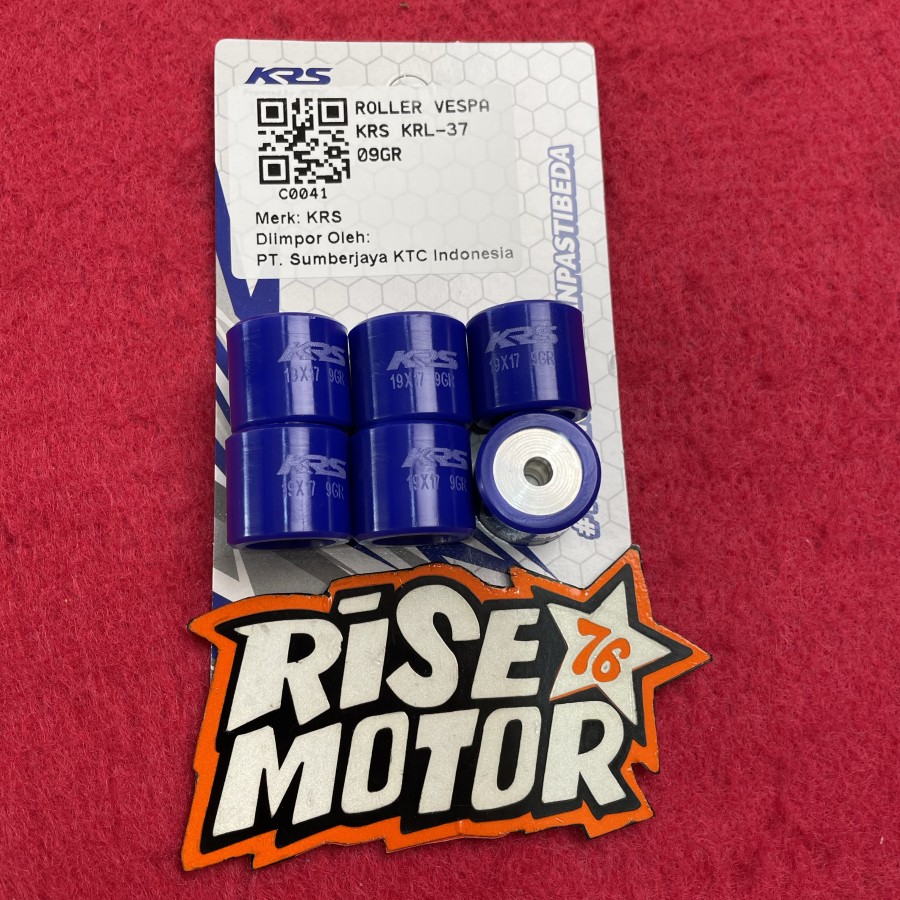 KRS
ROLLER VESPA
KRS KRL-37
09GR
C0041
Merk: KRS
DIimpor Oleh:
PT. Sumberjaya KTC Indonesia
NPASTIBEDA
KRS
19X17 9GR
KRS
19X17 9GR
KRS
19X17 9GR
KRS
19X17 9GR
KRS
19X17 9GR
#
RiSE
76
MOTOR